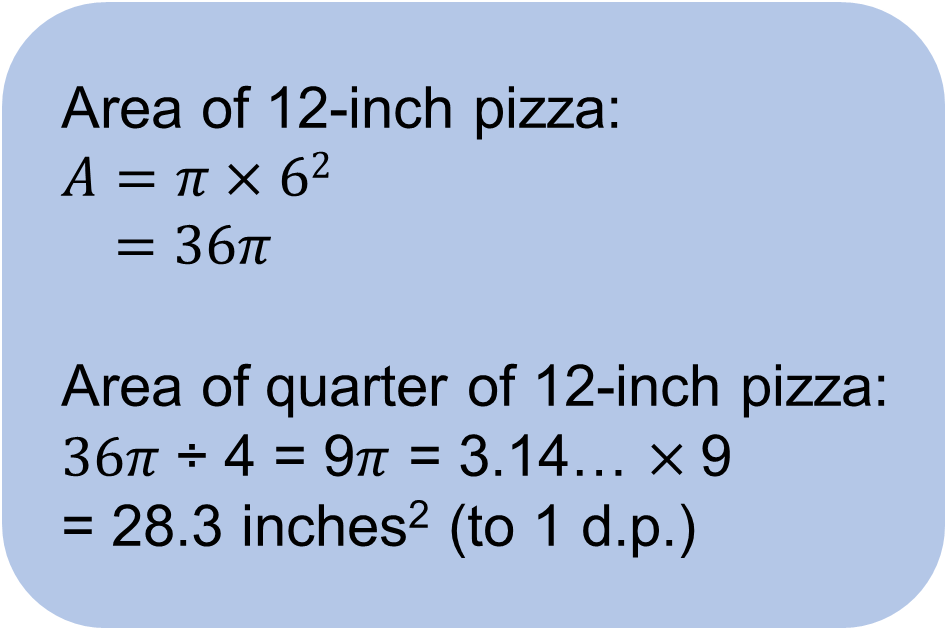 Area of 12-inch pizza:
𝐴 = 𝜋 × 6²
= 36𝜋
Area of quarter of 12-inch pizza:
36𝜋 ÷ 4 = 9𝜋 = 3.14… × 9
= 28.3 inches² (to 1 d.p.)